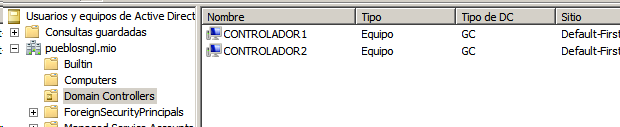 Usuarios y equipos de Active Direct
Consultas guardadas
pueblosngl.mio
Builtin
Computers
Domain Controllers
ForeignSecurityPrincipals
Managed Service Accounts
Nombre Tipo Tipo de DC Sitio
CONTROLADOR1 Equipo GC Default-First
CONTROLADOR2 Equipo GC Default-First